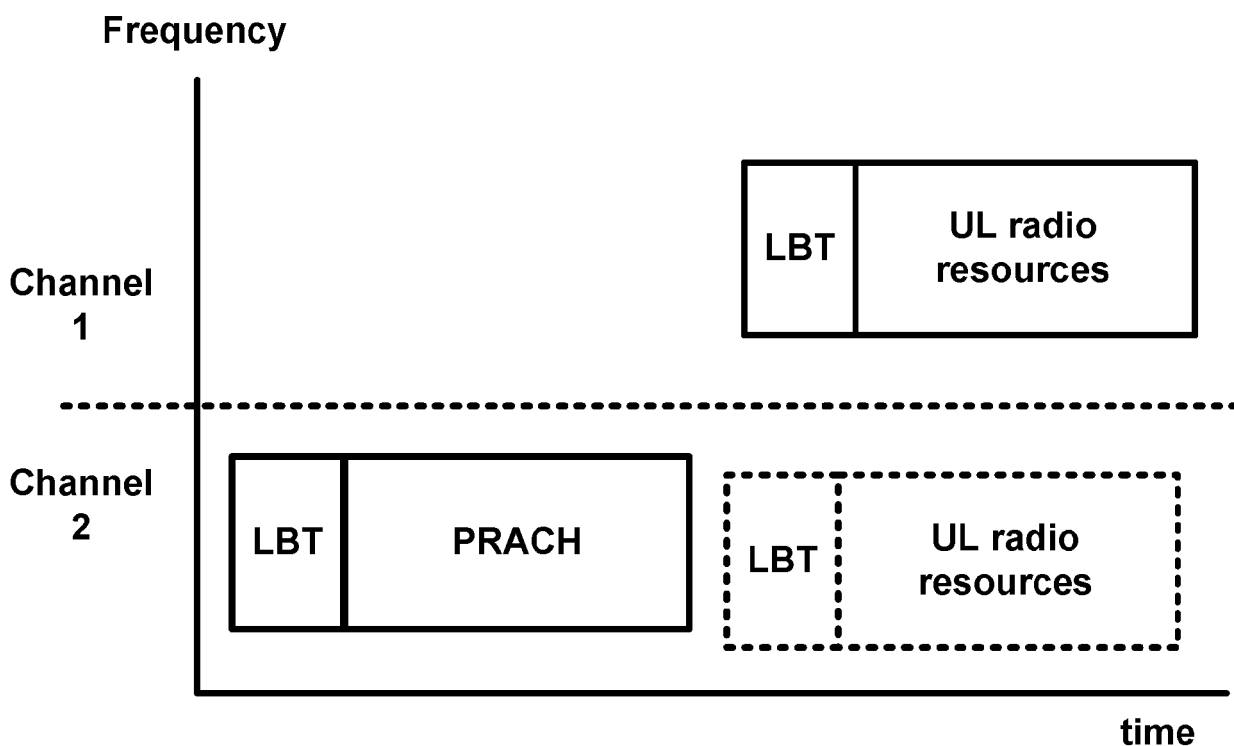 Frequency
LBT
UL radio
resources
Channel
1
Channel
2
LBT
PRACH
LBT
UL radio
resources
time